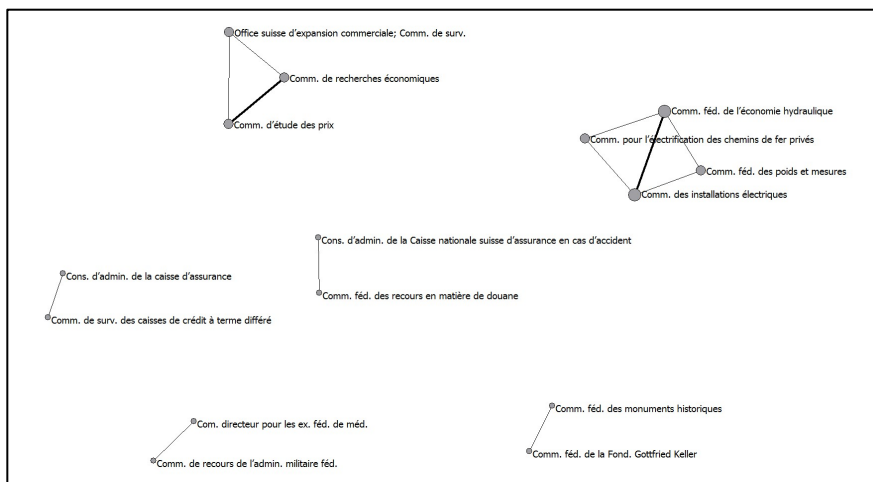 Office suisse d'expansion commerciale; Comm. de surv.
Comm. de recherches économiques
Comm. d'étude des prix
Comm. féd. de l'économie hydraulique
Comm. pour l'électrification des chemins de fer privés
Comm. féd. des poids et mesures
Comm. des installations électriques
Cons. d'admin. de la Caisse nationale suisse d'assurance en cas d'accident
Cons. d'admin. de la caisse d'assurance
Comm. féd. des recours en matière de douane
Comm. de surv. des caisses de crédit à terme différé
Comm. féd. des monuments historiques
Com. directeur pour les ex. féd. de méd.
Comm. féd. de la Fond. Gottfried Keller
Comm. de recours de l'admin. militaire féd.